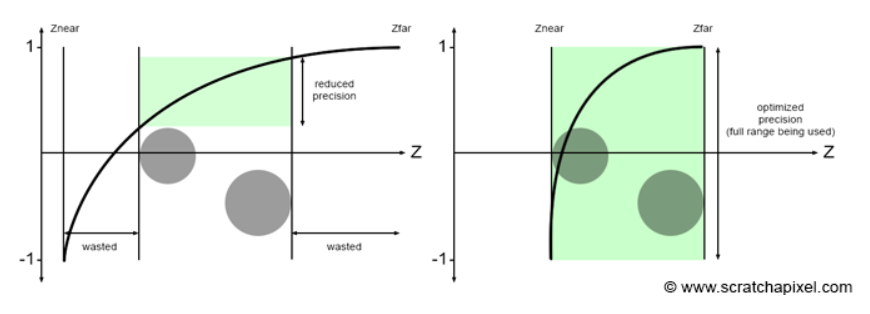 Znear
Zfar
1
reduced
precision
Z
wasted
wasted
-1
Znear
Zfar
1
optimized
precision
(full range being used)
Z
-1
© www.scratchapixel.com